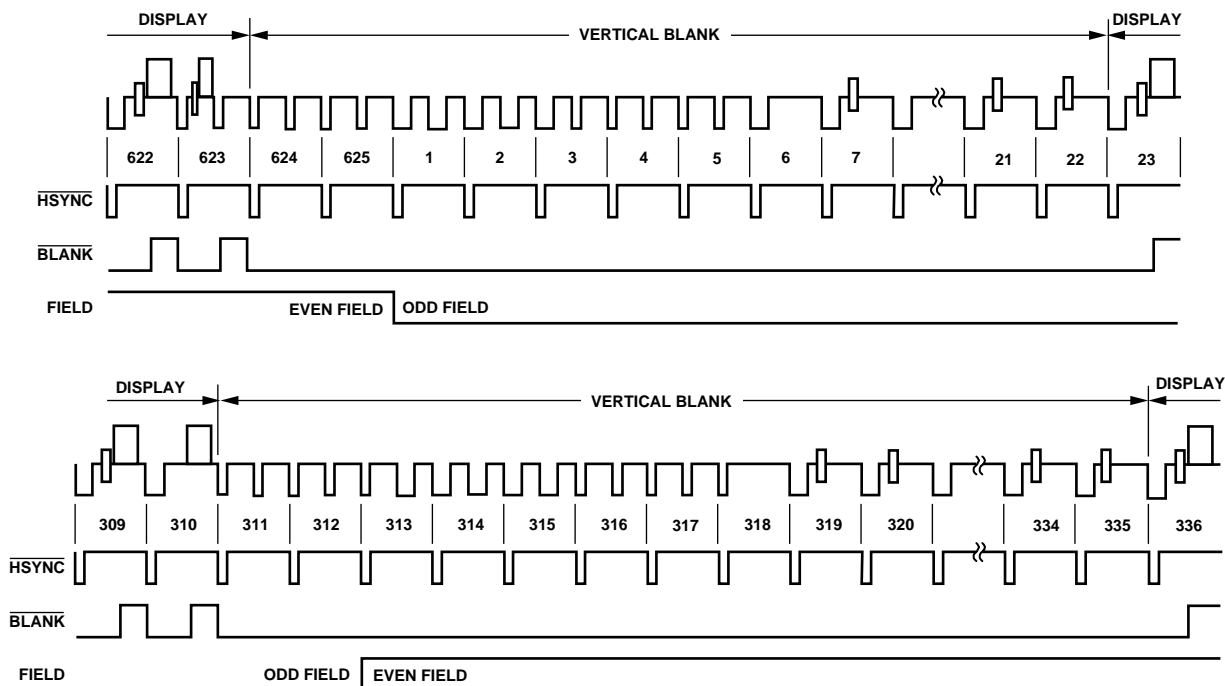 DISPLAY VERTICAL BLANK DISPLAY
622 623 624 625 1 2 3 4 5 6 7 21 22 23
HSYNC
BLANK
FIELD EVEN FIELD ODD FIELD
DISPLAY VERTICAL BLANK DISPLAY
309 310 311 312 313 314 315 316 317 318 319 320 334 335 336
HSYNC
BLANK
FIELD ODD FIELD EVEN FIELD